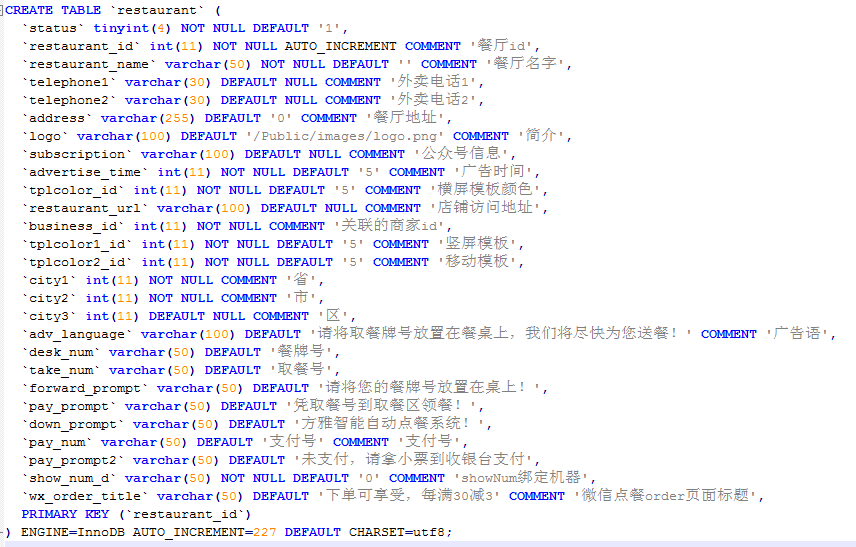 CREATE TABLE `restaurant` (
`status` tinyint(4) NOT NULL DEFAULT '1',
`restaurant_id` int(11) NOT NULL AUTO_INCREMENT COMMENT '餐厅id',
`restaurant_name` varchar(50) NOT NULL DEFAULT '' COMMENT '餐厅名字',
`telephone1` varchar(30) DEFAULT NULL COMMENT '外卖电话1',
`telephone2` varchar(30) DEFAULT NULL COMMENT '外卖电话2',
`address` varchar(255) DEFAULT '0' COMMENT '餐厅地址',
`logo` varchar(100) DEFAULT '/Public/images/logo.png' COMMENT '简介',
`subscription` varchar(100) DEFAULT NULL COMMENT '公众号信息',
`advertise_time` int(11) NOT NULL DEFAULT '5' COMMENT '广告时间',
`tplcolor_id` int(11) NOT NULL DEFAULT '5' COMMENT '横屏模板颜色',
`restaurant_url` varchar(100) DEFAULT NULL COMMENT '店铺访问地址',
`business_id` int(11) NOT NULL COMMENT '关联的商家id',
`tplcolor1_id` int(11) NOT NULL DEFAULT '5' COMMENT '竖屏模板',
`tplcolor2_id` int(11) NOT NULL DEFAULT '5' COMMENT '移动模板',
`city1` int(11) NOT NULL COMMENT '省',
`city2` int(11) NOT NULL COMMENT '市',
`city3` int(11) DEFAULT NULL COMMENT '区',
`adv_language` varchar(100) DEFAULT '请将取餐牌号放置在餐桌上，我们将尽快为您送餐！' COMMENT '广告语',
`desk_num` varchar(50) DEFAULT '餐牌号',
`take_num` varchar(50) DEFAULT '取餐号',
`forward_prompt` varchar(50) DEFAULT '请将您的餐牌号放置在桌上！',
`pay_prompt` varchar(50) DEFAULT '凭取餐号到取餐区领餐！',
`down_prompt` varchar(50) DEFAULT '方雅智能自动点餐系统！',
`pay_num` varchar(50) DEFAULT '支付号' COMMENT '支付号',
`pay_prompt2` varchar(50) DEFAULT '未支付，请拿小票到收银台支付',
`show_num_d` varchar(50) NOT NULL DEFAULT '0' COMMENT 'showNum绑定机器',
`wx_order_title` varchar(50) DEFAULT '下单可享受，每满30减3' COMMENT '微信点餐order页面标题',
PRIMARY KEY (`restaurant_id`)
) ENGINE=InnoDB AUTO_INCREMENT=227 DEFAULT CHARSET=utf8;